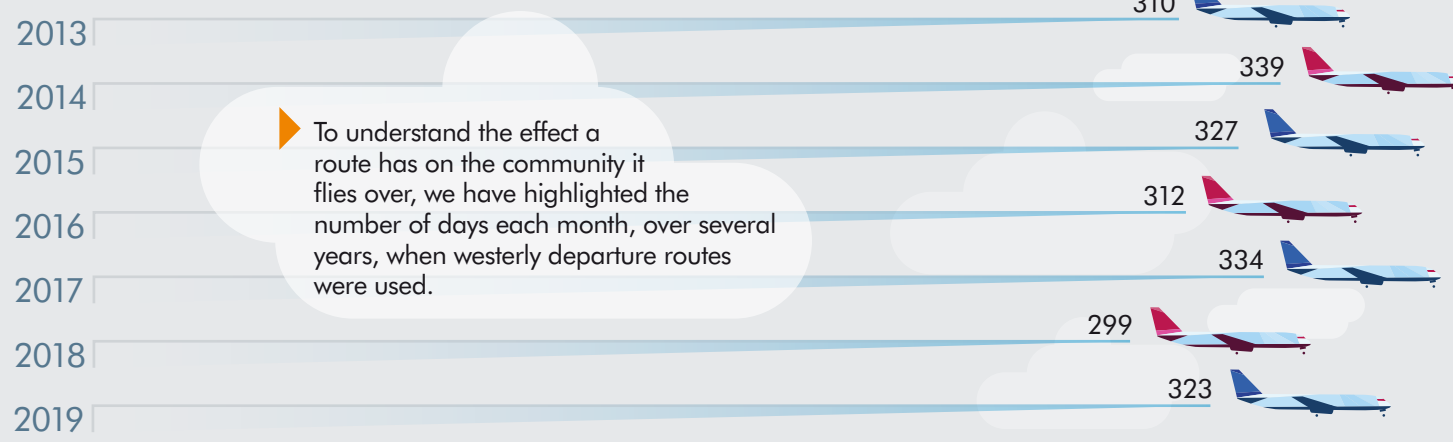 2013 310
2014 339
To understand the effect a
route has on the community it
2015 327
flies over, we have highlighted the
number of days each month, over several
2016 312
years, when westerly departure routes
were used.
2017 334
2018 299
2019 323